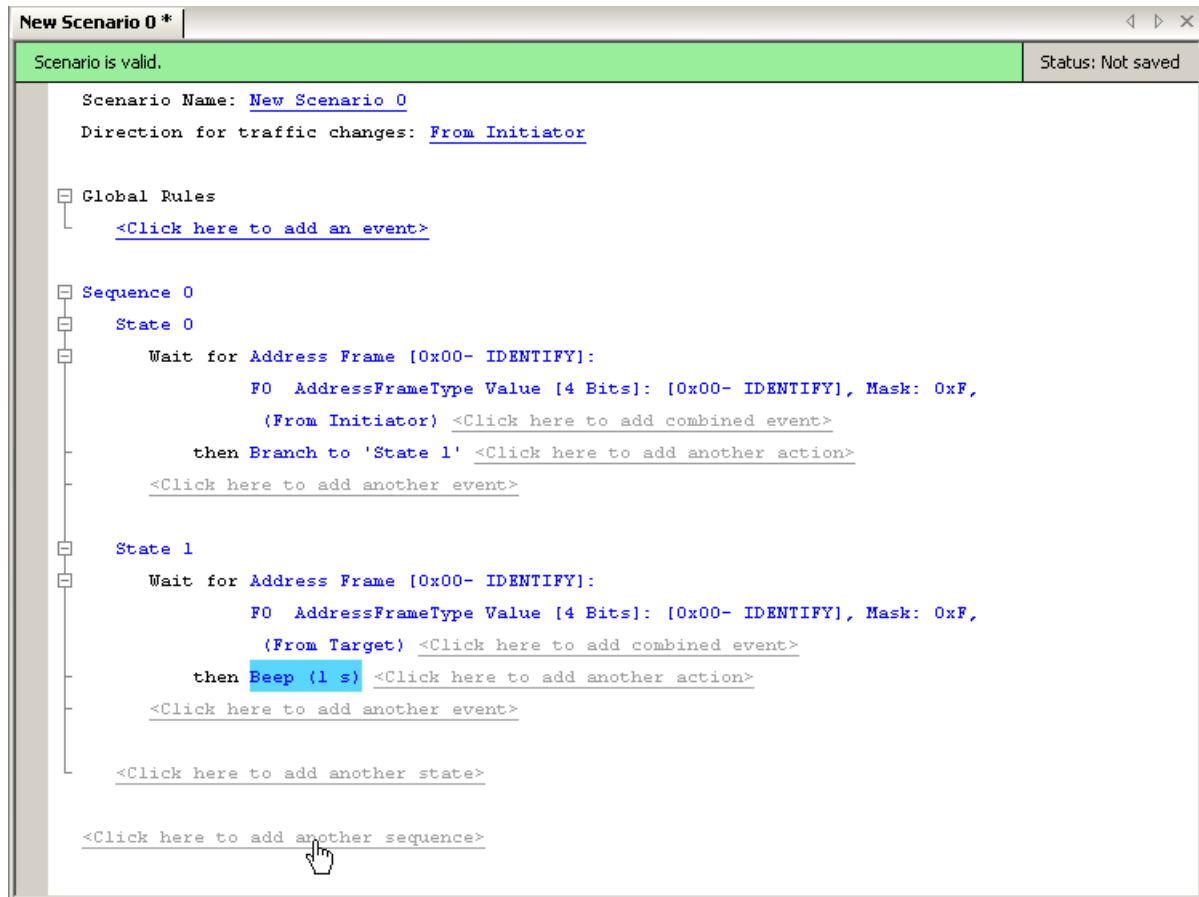 New Scenario 0 *
Scenario is valid.
Status: Not saved
Scenario Name: New Scenario 0
Direction for traffic changes: From Initiator
Global Rules
<Click here to add an event>
Sequence 0
State 0
Wait for Address Frame [0x00- IDENTIFY]:
F0 AddressFrameType Value [4 Bits]: [0x00- IDENTIFY], Mask: 0xF,
(From Initiator) <Click here to add combined event>
then Branch to 'State 1' <Click here to add another action>
<Click here to add another event>
State 1
Wait for Address Frame [0x00- IDENTIFY]:
F0 AddressFrameType Value [4 Bits]: [0x00- IDENTIFY], Mask: 0xF,
(From Target) <Click here to add combined event>
then Beep (1 s) <Click here to add another action>
<Click here to add another event>
<Click here to add another state>
<Click here to add another sequence>